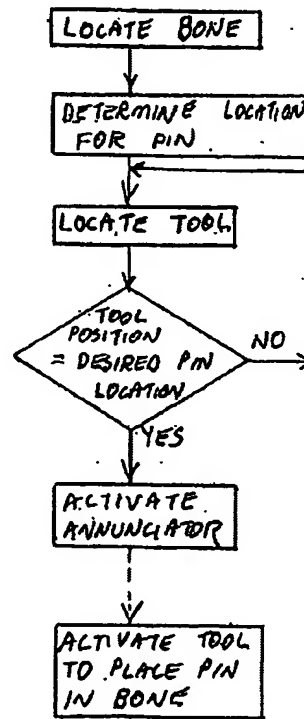 LOCATE BONE
DETERMINE LOCATION
FOR PIN
LOCATE TOOL
TOOL
POSITION
= DESIRED PIN
LOCATION
NO
YES
ACTIVATE
ANNUNCIATOR
ACTIVATE TOOL
TO PLACE PIN
IN BONE